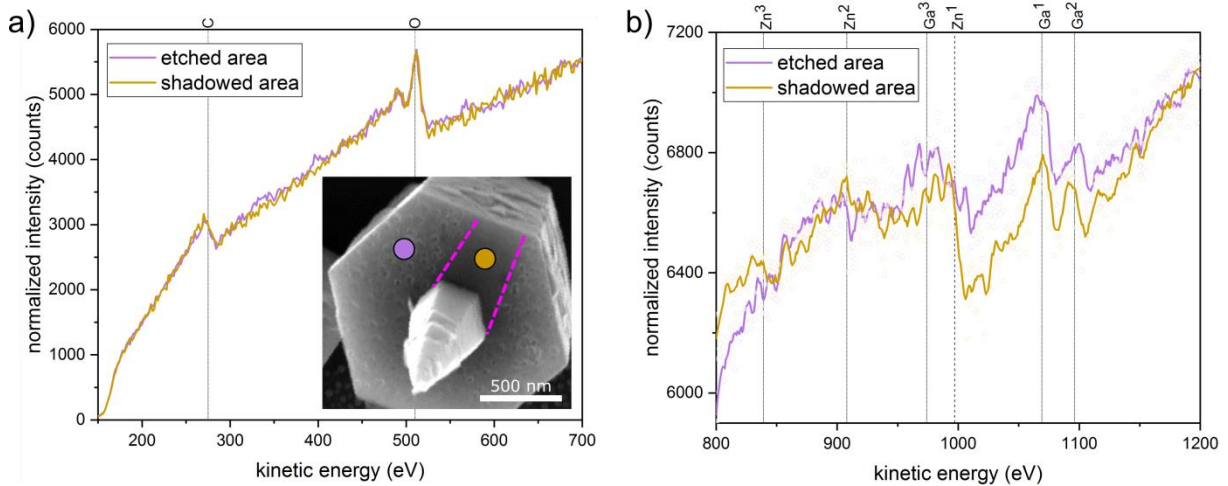 a)
C
O
6000
5000
4000
3000
2000
1000
0
normalized intensity (counts)
etched area
shadowed area
500 nm
200
300
400
500
600
700
kinetic energy (eV)
b)
Zn³
Zn²
Ga³
Zn¹
Ga¹
Ga²
7200
6800
6400
6000
normalized intensity (counts)
etched area
shadowed area
800
900
1000
1100
1200
kinetic energy (eV)